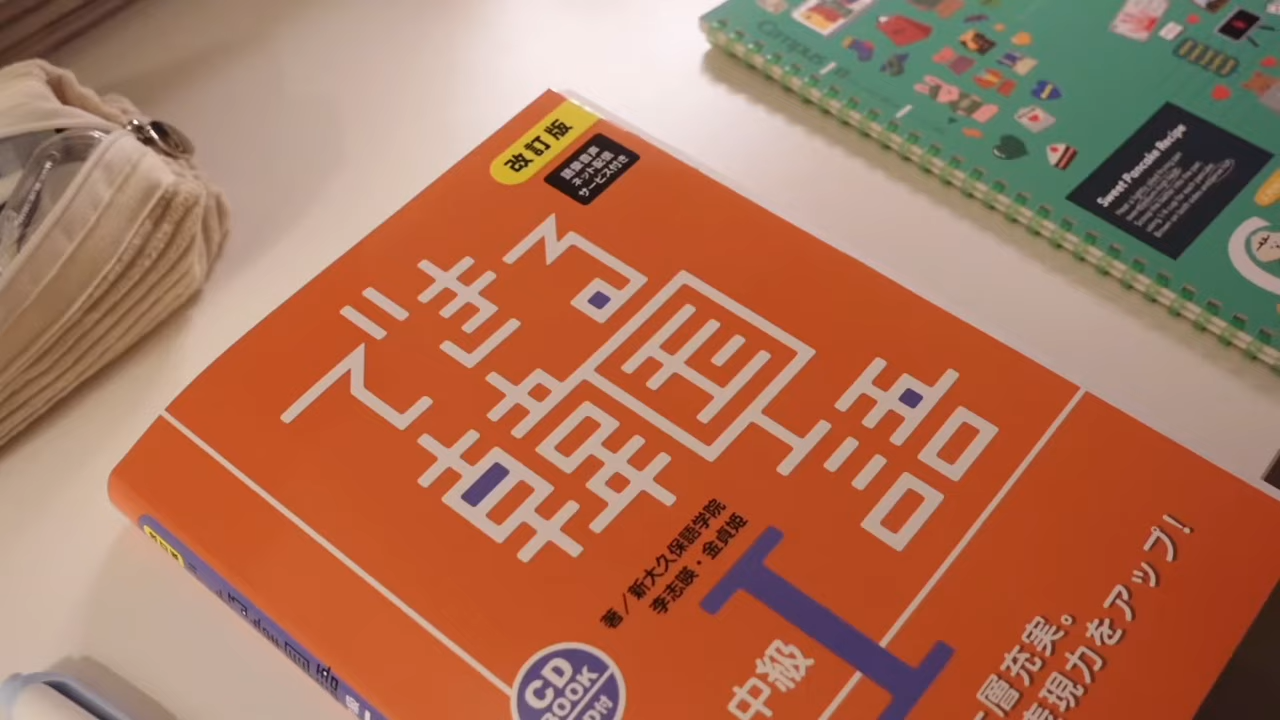 改訂版
語彙音声
ネット配信
サービス付き
できる
韓国語
著/新大久保語学院
李志暎・金貞姫
中級
I
CD
BOOK
層充実。
表現力をアップ！
Campus
Sweet Pancake Recipe